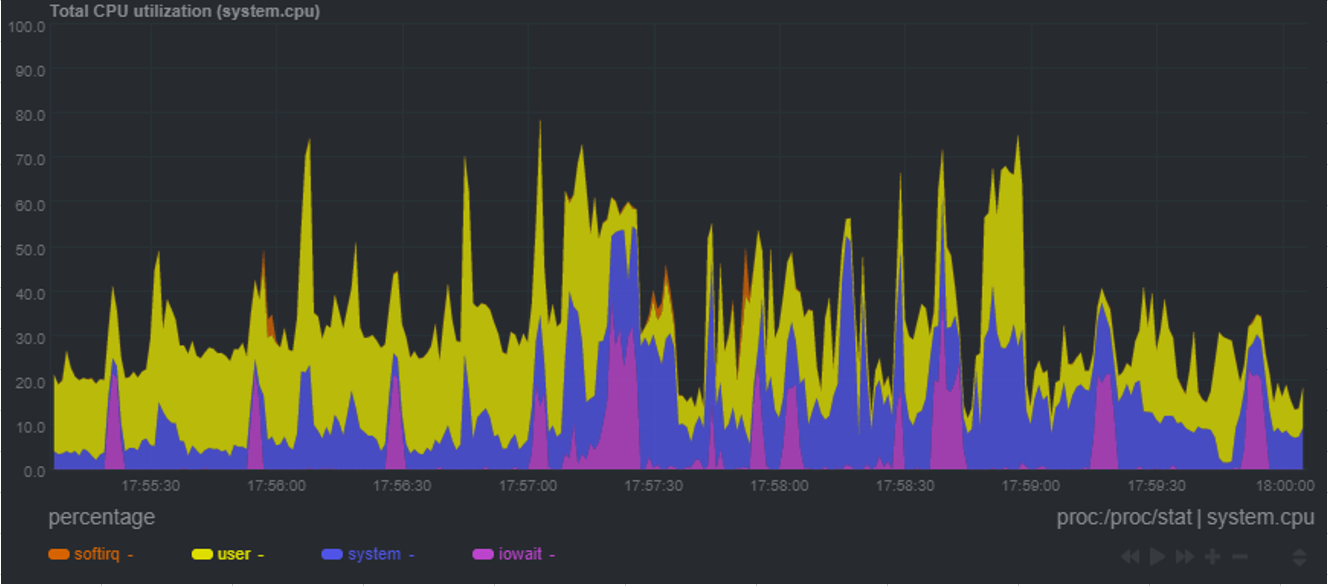 Total CPU utilization (system.cpu)
100.0
90.0
80.0
70.0
60.0
50.0
40.0
30.0
20.0
10.0
0.0
17:55:30 17:56:00 17:56:30 17:57:00 17:57:30 17:58:00 17:58:30 17:59:00 17:59:30 18:00:00
percentage proc:/proc/stat | system.cpu
softirq - user - system - iowait -